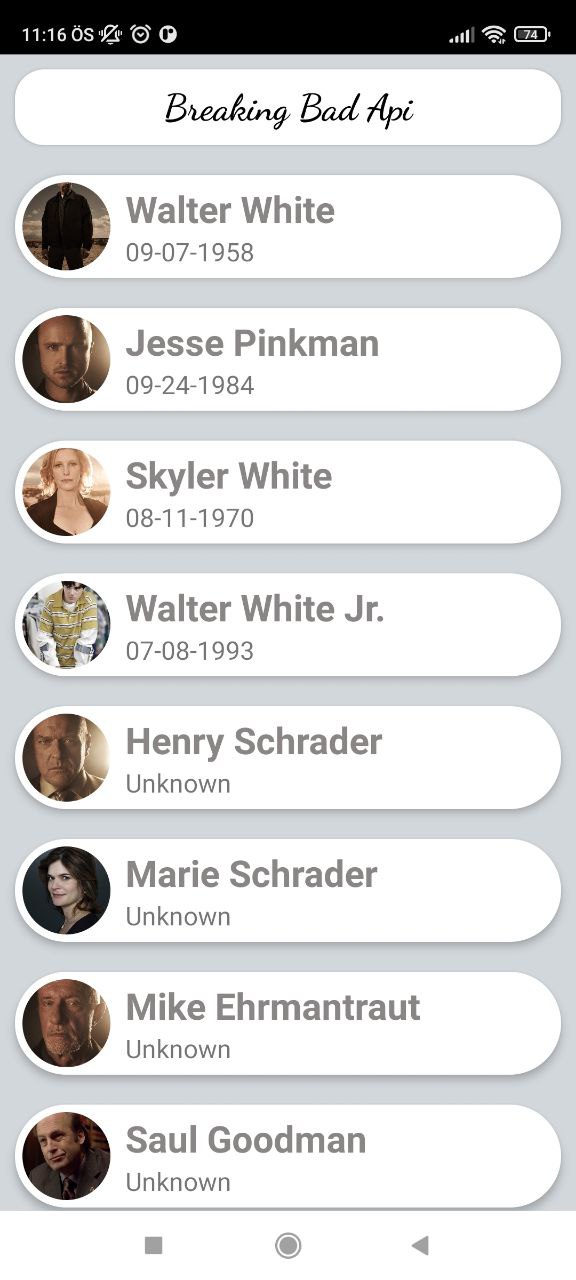 11:16 ÖS
74
Breaking Bad Api
Walter White
09-07-1958
Jesse Pinkman
09-24-1984
Skyler White
08-11-1970
Walter White Jr.
07-08-1993
Henry Schrader
Unknown
Marie Schrader
Unknown
Mike Ehrmantraut
Unknown
Saul Goodman
Unknown